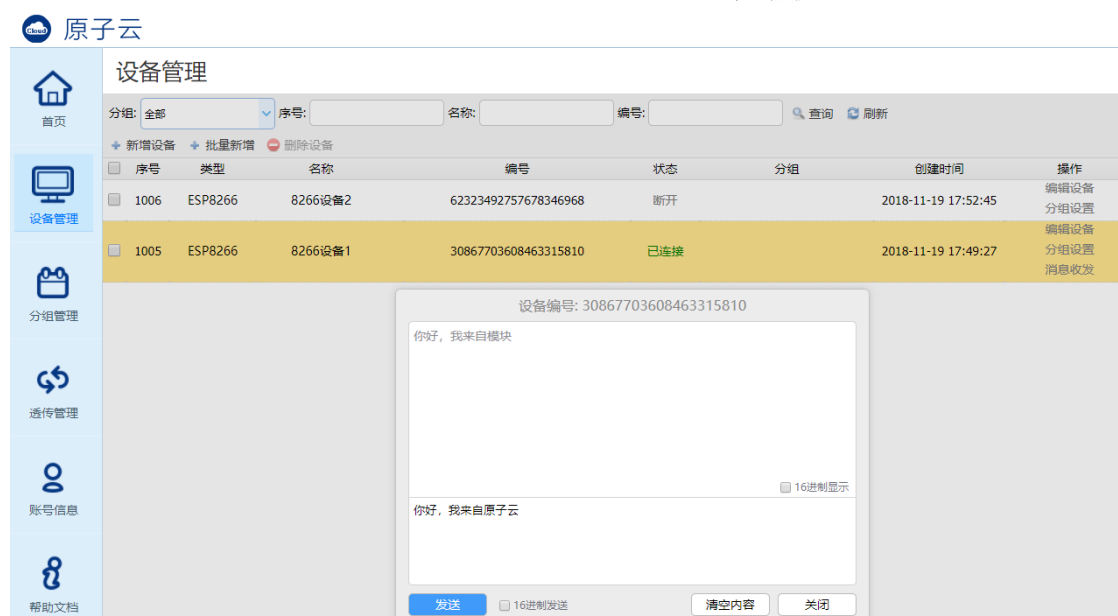 Cloud 原子云
首页
设备管理
分组管理
透传管理
账号信息
帮助文档
设备管理
分组: 全部 序号: 名称: 编号: 查询 刷新
新增设备 批量新增 删除设备
序号 类型 名称 编号 状态 分组 创建时间 操作
1006 ESP8266 8266设备2 62323492757678346968 断开 2018-11-19 17:52:45 编辑设备
分组设置
1005 ESP8266 8266设备1 30867703608463315810 已连接 2018-11-19 17:49:27 编辑设备
分组设置
消息收发
设备编号: 30867703608463315810
你好，我来自模块
16进制显示
你好，我来自原子云
发送 16进制发送 清空内容 关闭